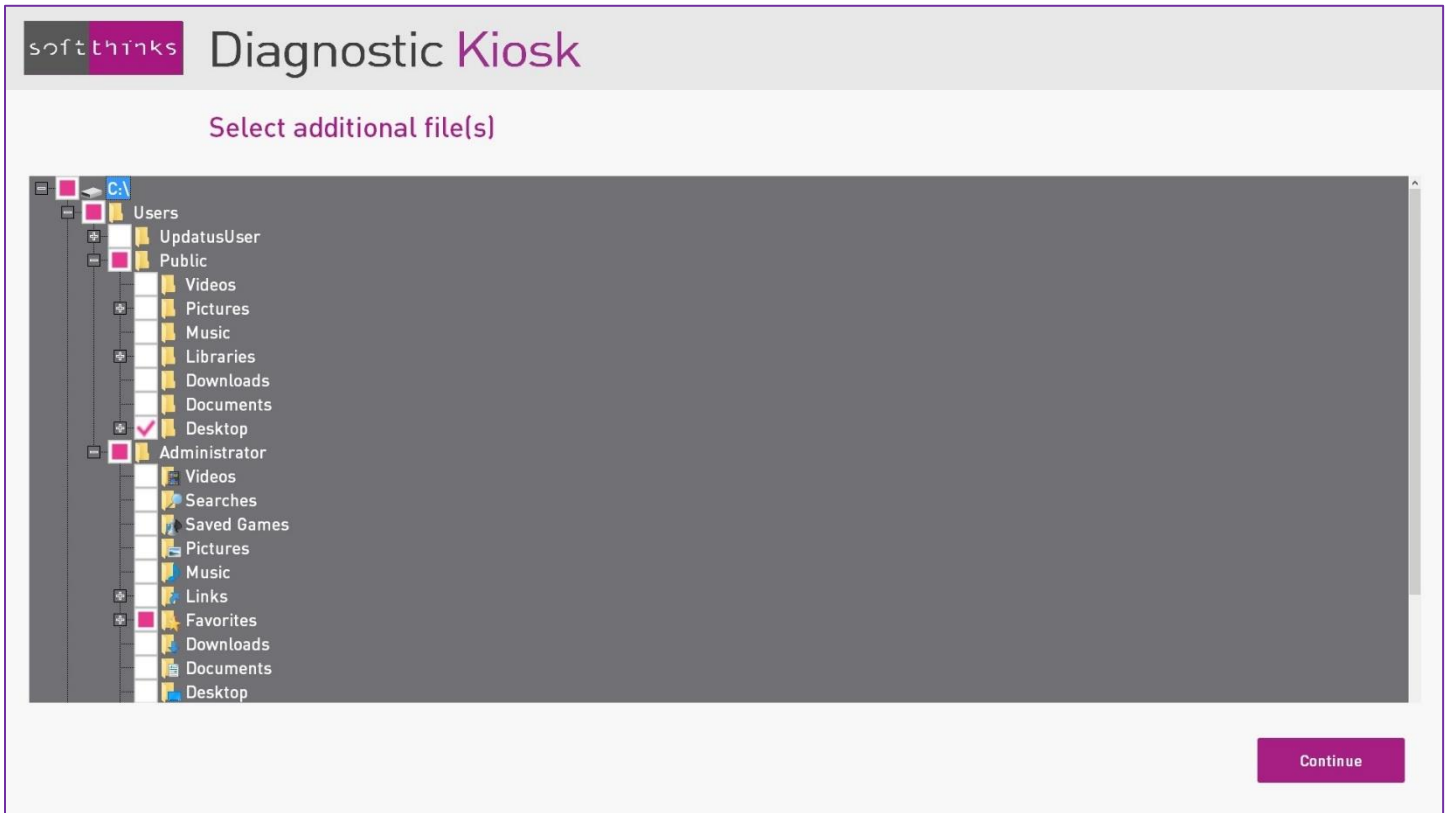 softthinks Diagnostic Kiosk
Select additional file(s)
C:\
Users
UpdatusUser
Public
Videos
Pictures
Music
Libraries
Downloads
Documents
Desktop
Administrator
Videos
Searches
Saved Games
Pictures
Music
Links
Favorites
Downloads
Documents
Desktop
Continue